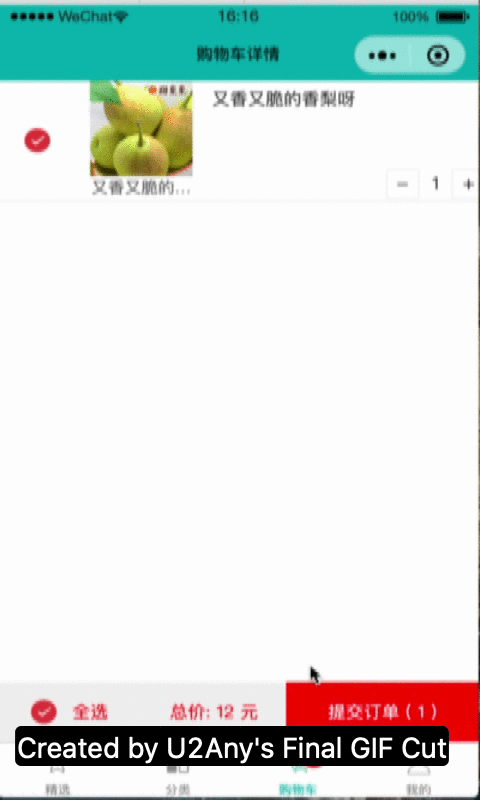 WeChat 16:16 100%
购物车详情
又香又脆的香梨呀
又香又脆的...
− 1 +
全选 总价: 12 元 提交订单 ( 1 )
Created by U2Any's Final GIF Cut
精选 分类 购物车 我的